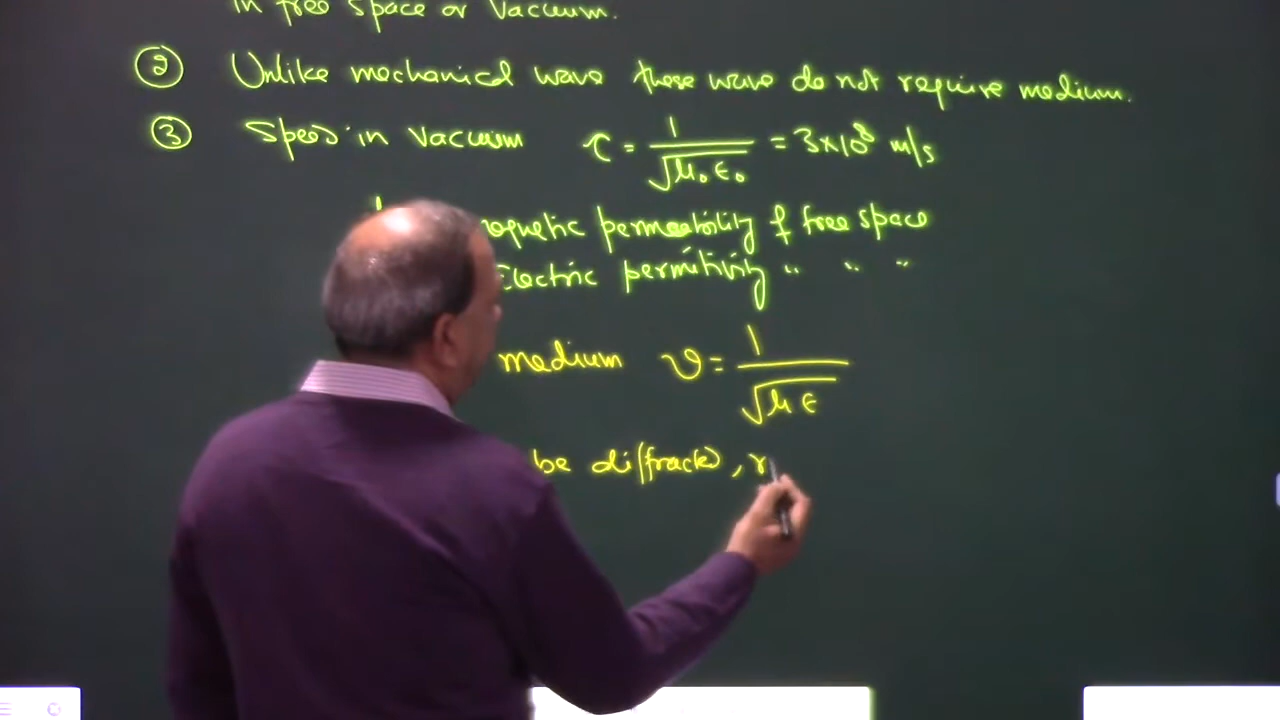 in free space or Vacuum.
② Unlike mechanical wave these wave do not require medium.
③ Speed in Vacuum c = 1/√μ₀ε₀ = 3×10⁸ m/s
agnetic permeability of free space
Electric permitivity " " "
medium v = 1/√με
be diffracted, r